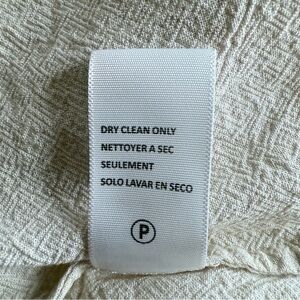 DRY CLEAN ONLY
NETTOYER A SEC
SEULEMENT
SOLO LAVAR EN SECO
P